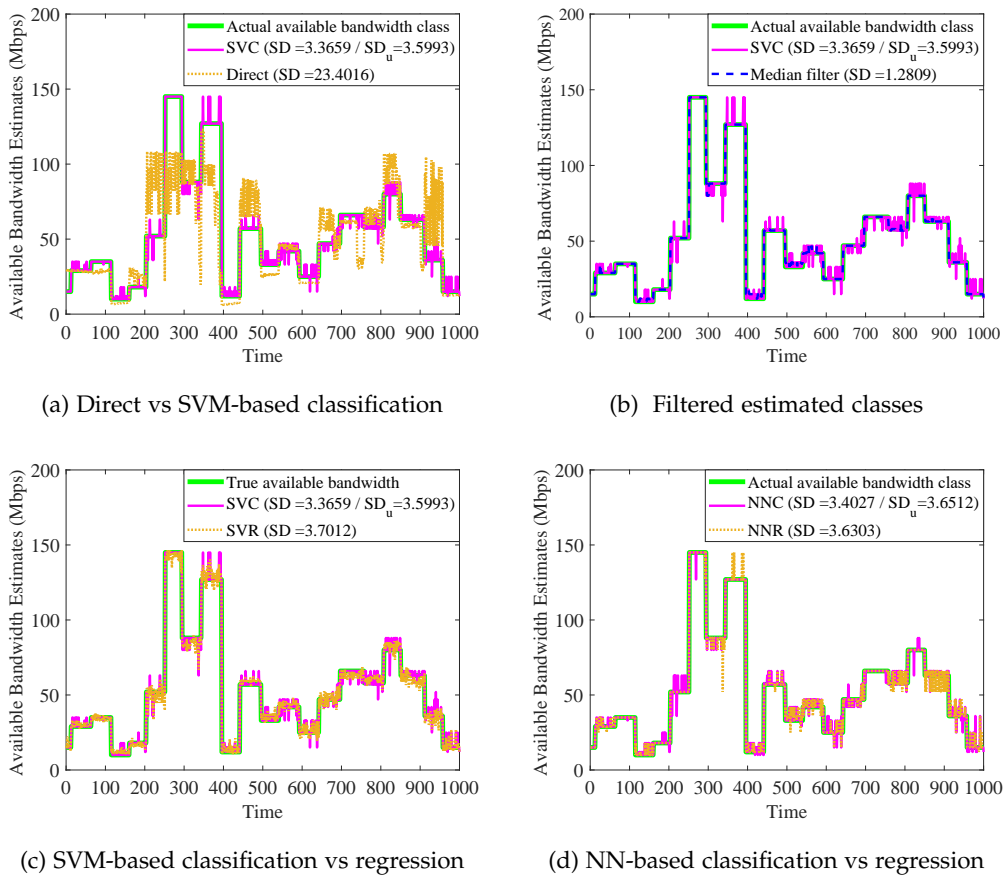 Actual available bandwidth class
SVC (SD =3.3659 / SD_u=3.5993)
Direct (SD =23.4016)
200
150
100
50
0
Available Bandwidth Estimates (Mbps)
0 100 200 300 400 500 600 700 800 900 1000
Time
(a) Direct vs SVM-based classification
Actual available bandwidth class
SVC (SD =3.3659 / SD_u=3.5993)
Median filter (SD =1.2809)
200
150
100
50
0
Available Bandwidth Estimates (Mbps)
0 100 200 300 400 500 600 700 800 900 1000
Time
(b) Filtered estimated classes
True available bandwidth
SVC (SD =3.3659 / SD_u=3.5993)
SVR (SD =3.7012)
200
150
100
50
0
Available Bandwidth Estimates (Mbps)
0 100 200 300 400 500 600 700 800 900 1000
Time
(c) SVM-based classification vs regression
Actual available bandwidth class
NNC (SD =3.4027 / SD_u=3.6512)
NNR (SD =3.6303)
200
150
100
50
0
Available Bandwidth Estimates (Mbps)
0 100 200 300 400 500 600 700 800 900 1000
Time
(d) NN-based classification vs regression